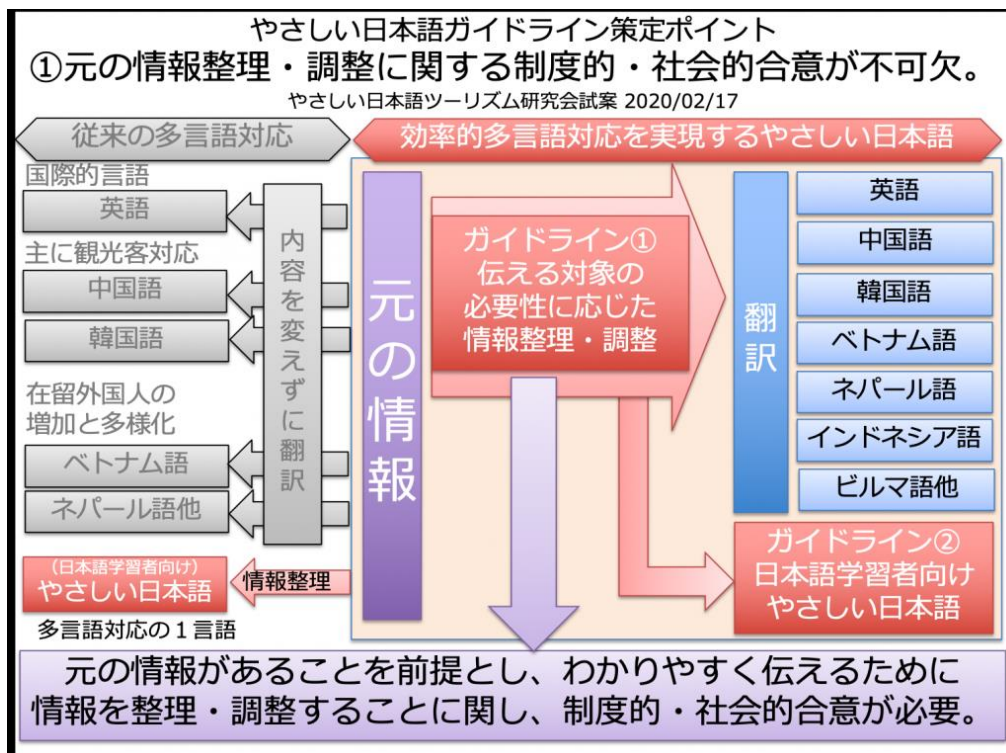 やさしい日本語ガイドライン策定ポイント
①元の情報整理・調整に関する制度的・社会的合意が不可欠。
やさしい日本語ツーリズム研究会試案 2020/02/17
従来の多言語対応
効率的多言語対応を実現するやさしい日本語
国際的言語
英語
主に観光客対応
中国語
韓国語
在留外国人の
増加と多様化
ベトナム語
ネパール語他
内容を変えずに翻訳
(日本語学習者向け)
やさしい日本語
情報整理
多言語対応の1言語
元の情報
ガイドライン①
伝える対象の
必要性に応じた
情報整理・調整
翻訳
英語
中国語
韓国語
ベトナム語
ネパール語
インドネシア語
ビルマ語他
ガイドライン②
日本語学習者向け
やさしい日本語
元の情報があることを前提とし、わかりやすく伝えるために
情報を整理・調整することに関し、制度的・社会的合意が必要。